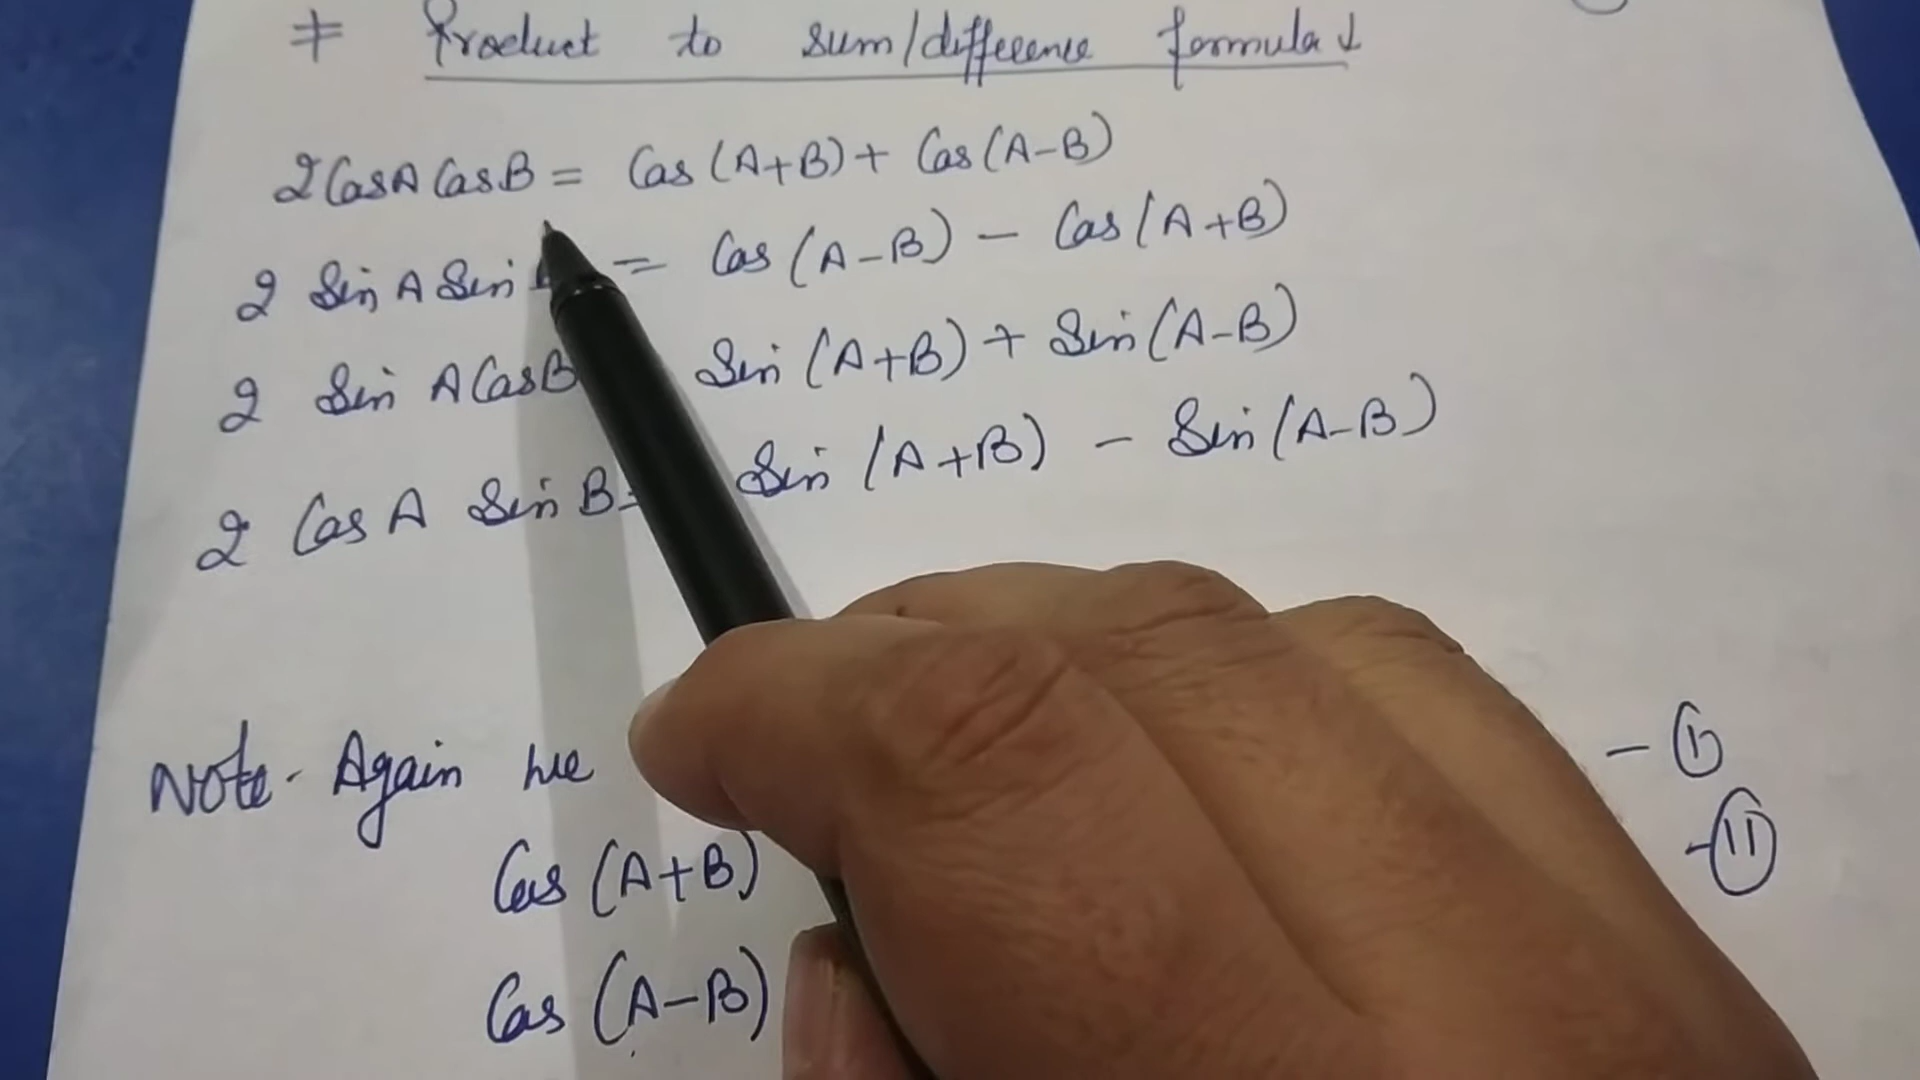 ≠ Product to sum/difference formula ↓
2 Cos A Cos B = Cos (A+B) + Cos (A-B)
2 Sin A Sin = Cos (A-B) - Cos (A+B)
2 Sin A Cos B Sin (A+B) + Sin (A-B)
2 Cos A Sin B = Sin (A+B) - Sin (A-B)
Note - Again we
- (I)
Cos (A+B) - (II)
Cos (A-B)